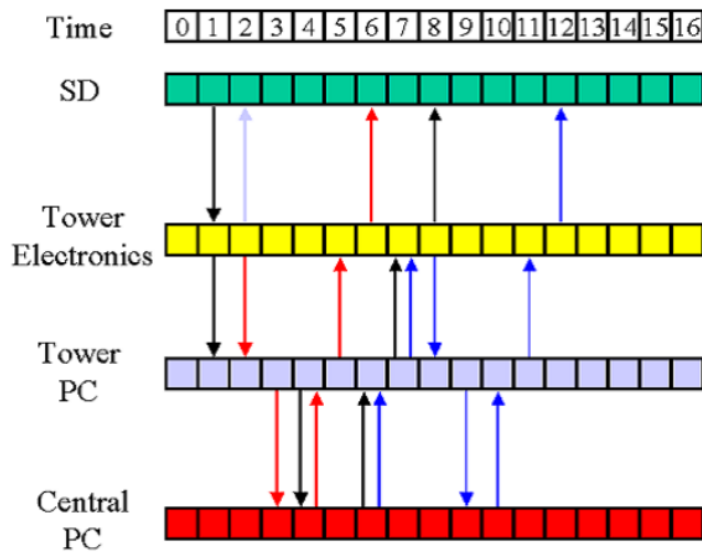 Time 0 1 2 3 4 5 6 7 8 9 10 11 12 13 14 15 16
SD
Tower
Electronics
Tower
PC
Central
PC